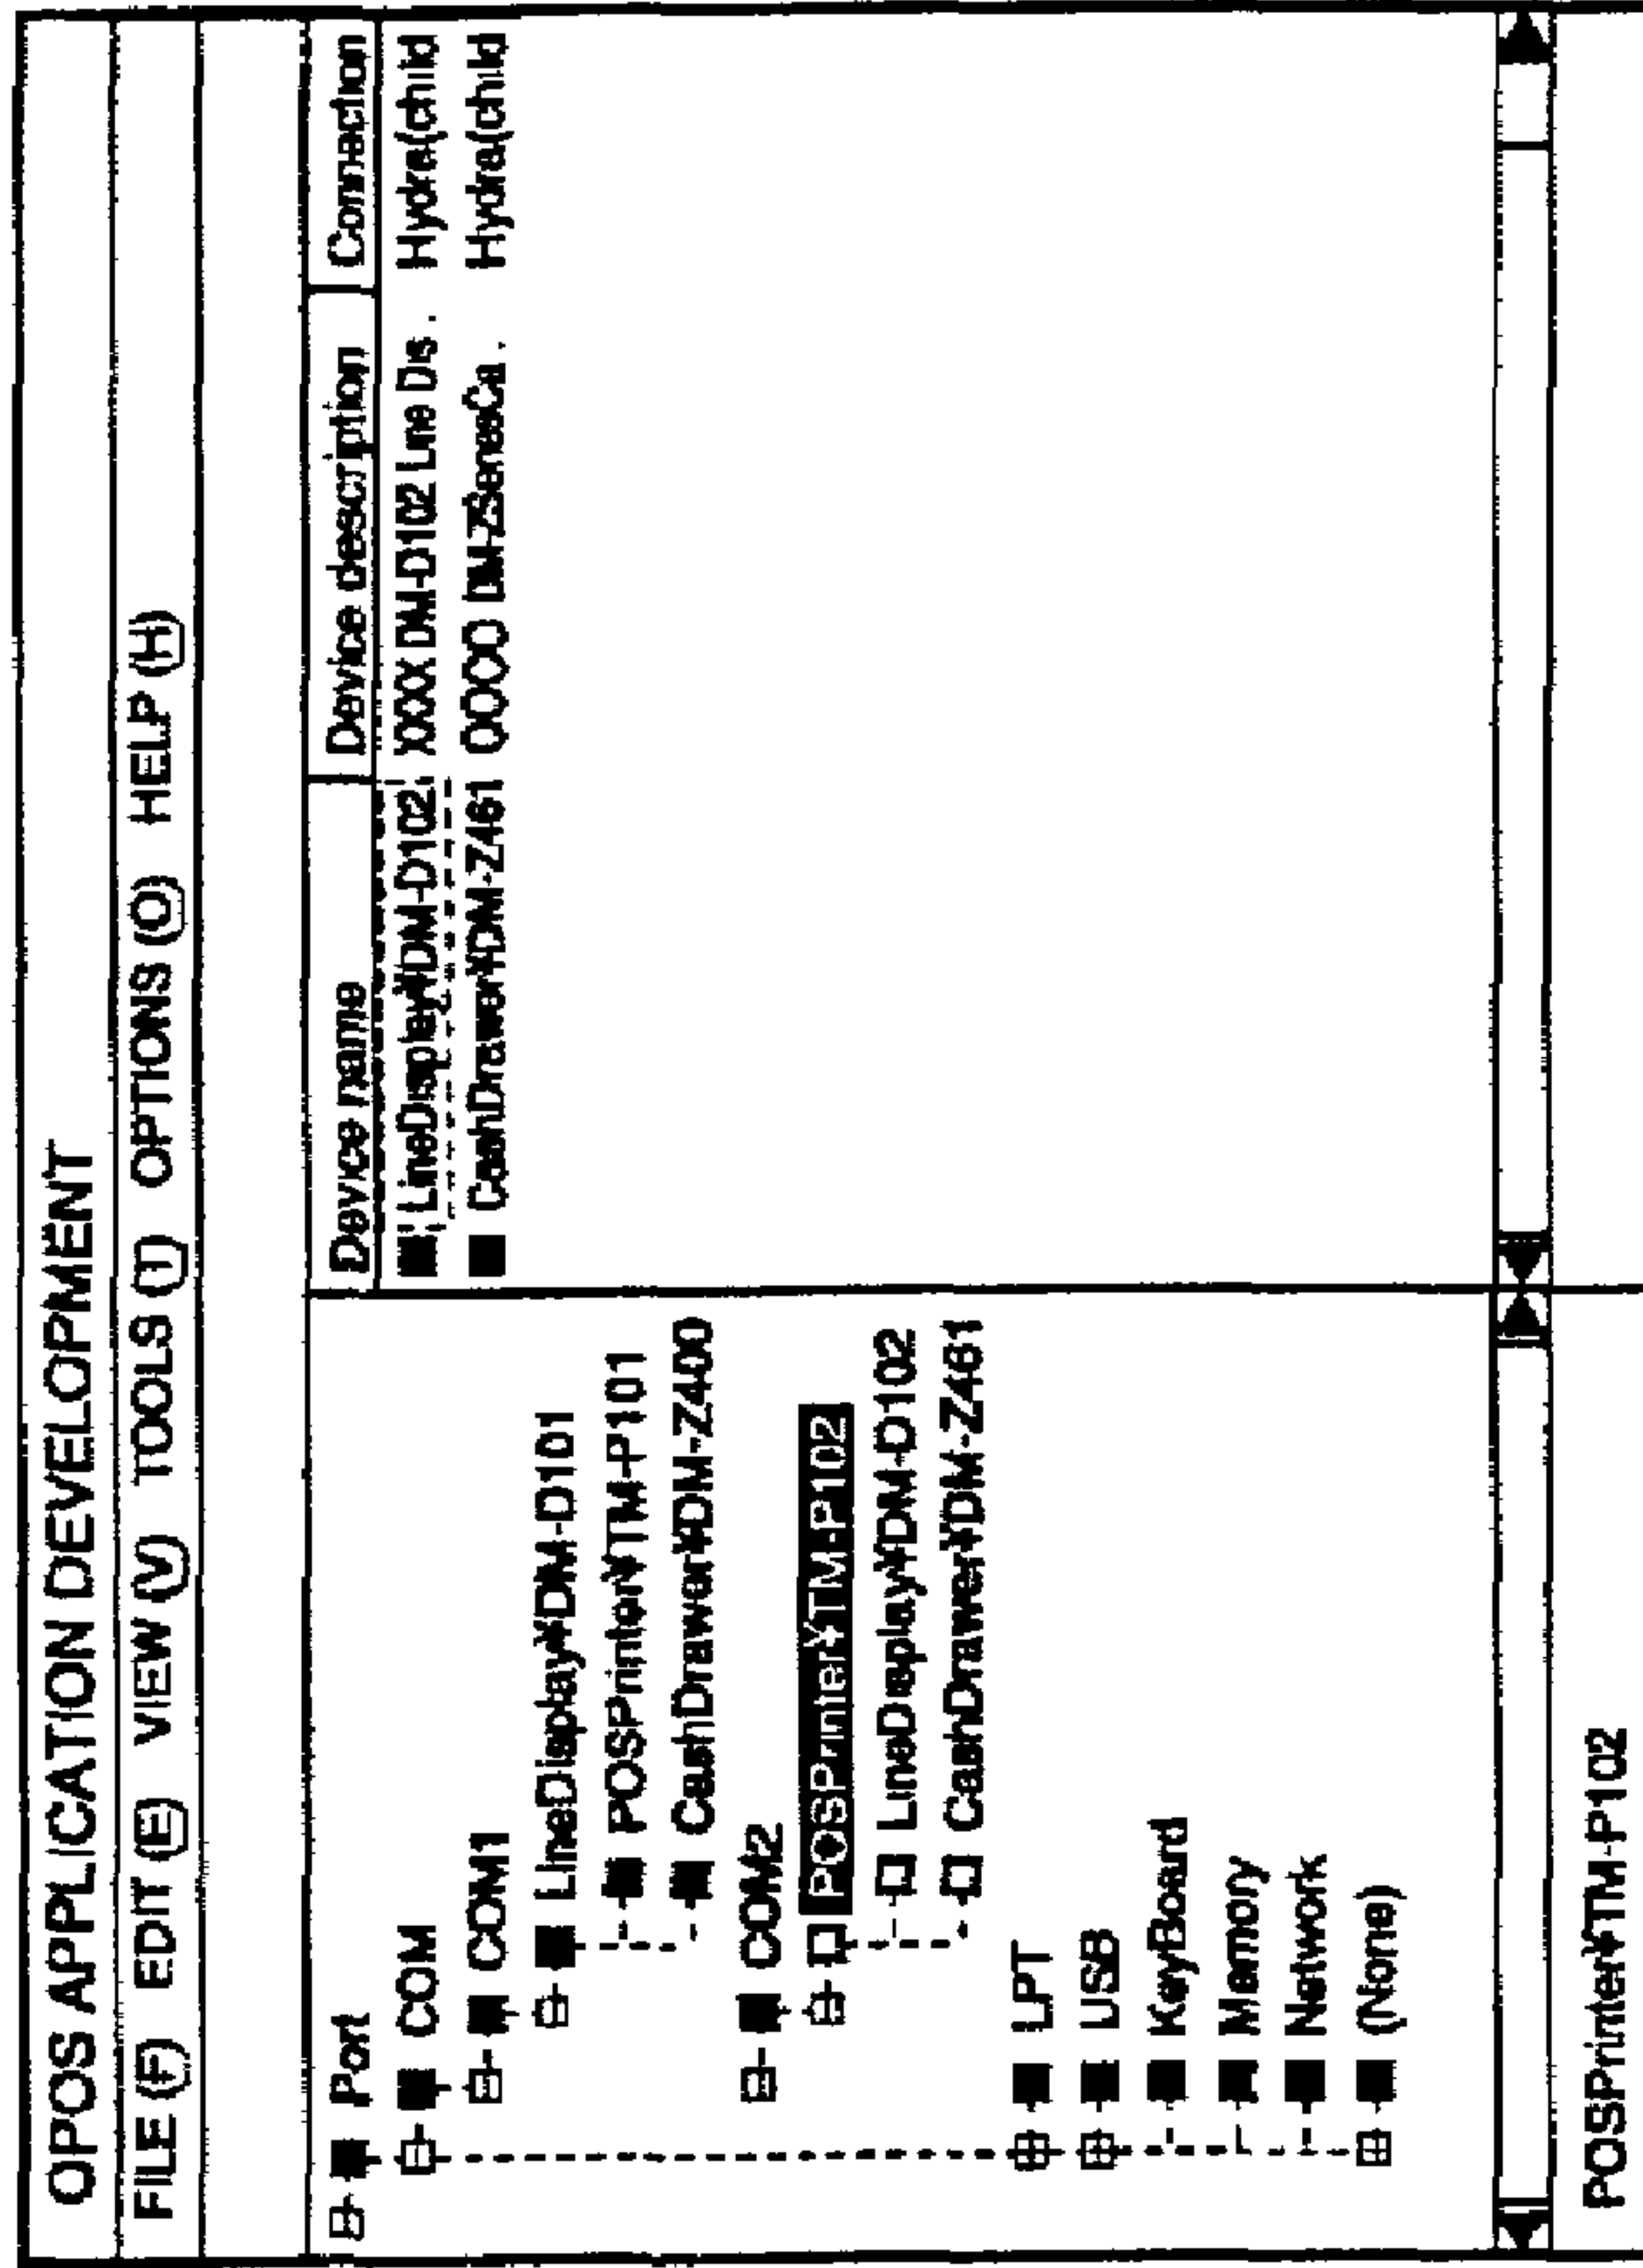 OPOS APPLICATION DEVELOPMENT
FILE (F) EDIT (E) VIEW (V) TOOLS (T) OPTIONS (O) HELP (H)
Port
COM
COM1
LineDisplay¥DM-D101
POSPrinter¥TM-P101
CashDrawer¥DM-Z400
COM2
POSPrinter¥TM-P102
LineDisplay¥DM-D102
CashDrawer¥DM-Z461
LPT
USB
KeyBoard
Memory
Network
(None)
Device name Device description Connection
LineDisplay¥DM-D102 XXXX DM-D102 Line Dis. Hydra(child
CashDrawer¥DM-Z461 OOOO Hydra(child
POSPrinter¥TM-P102